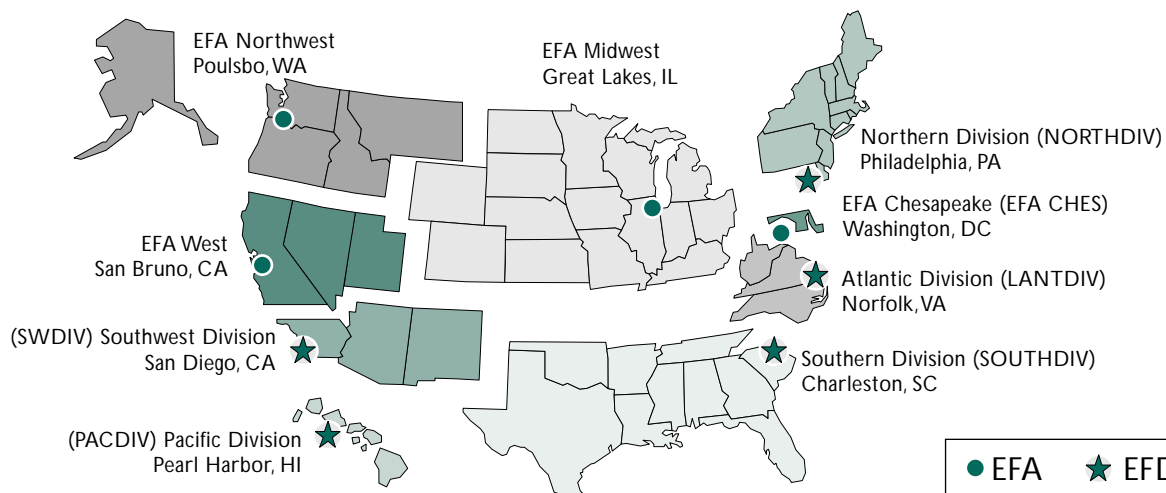 EFA Northwest
Poulsbo, WA
EFA Midwest
Great Lakes, IL
Northern Division (NORTHDIV)
Philadelphia, PA
EFA Chesapeake (EFA CHES)
Washington, DC
EFA West
San Bruno, CA
Atlantic Division (LANTDIV)
Norfolk, VA
(SWDIV) Southwest Division
San Diego, CA
Southern Division (SOUTHDIV)
Charleston, SC
(PACDIV) Pacific Division
Pearl Harbor, HI
EFA EFD